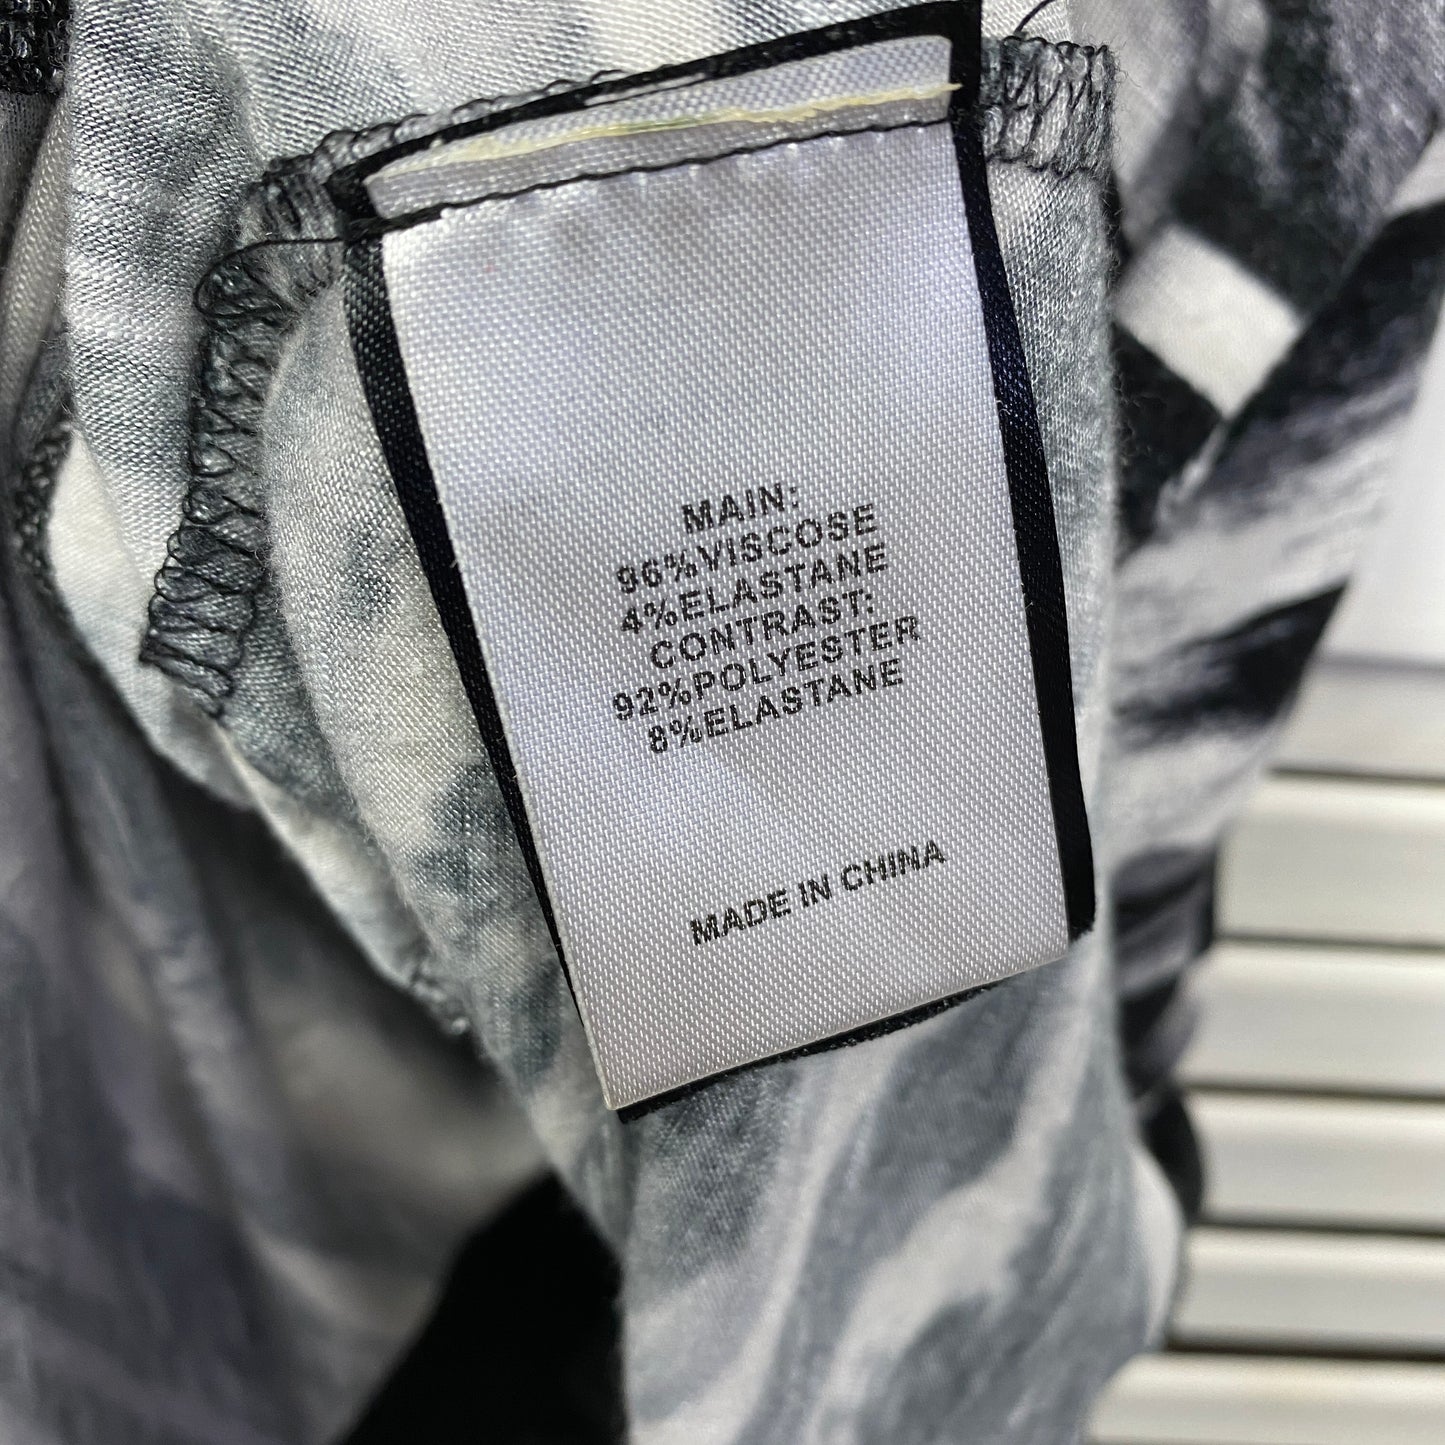 MAIN:
96%VISCOSE
4%ELASTANE
CONTRAST:
92%POLYESTER
8%ELASTANE
MADE IN CHINA